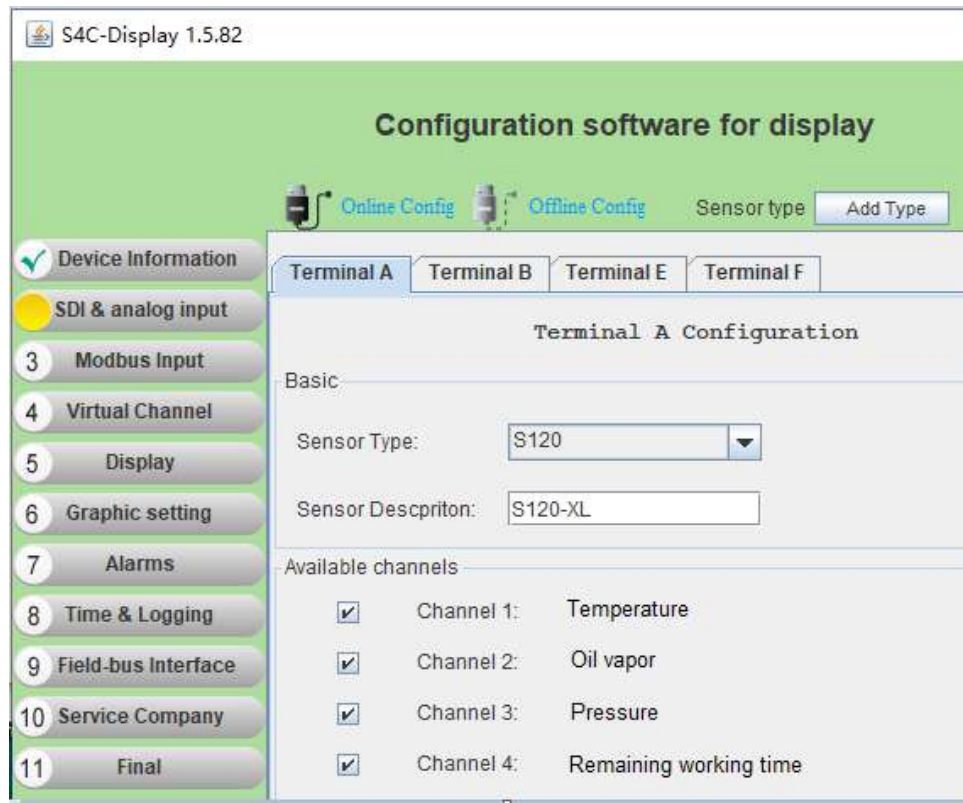 S4C-Display 1.5.82
Configuration software for display
Online Config Offline Config Sensor type Add Type
Device Information
SDI & analog input
3 Modbus Input
4 Virtual Channel
5 Display
6 Graphic setting
7 Alarms
8 Time & Logging
9 Field-bus Interface
10 Service Company
11 Final
Terminal A Terminal B Terminal E Terminal F
Terminal A Configuration
Basic
Sensor Type: S120
Sensor Descpriton: S120-XL
Available channels
Channel 1: Temperature
Channel 2: Oil vapor
Channel 3: Pressure
Channel 4: Remaining working time